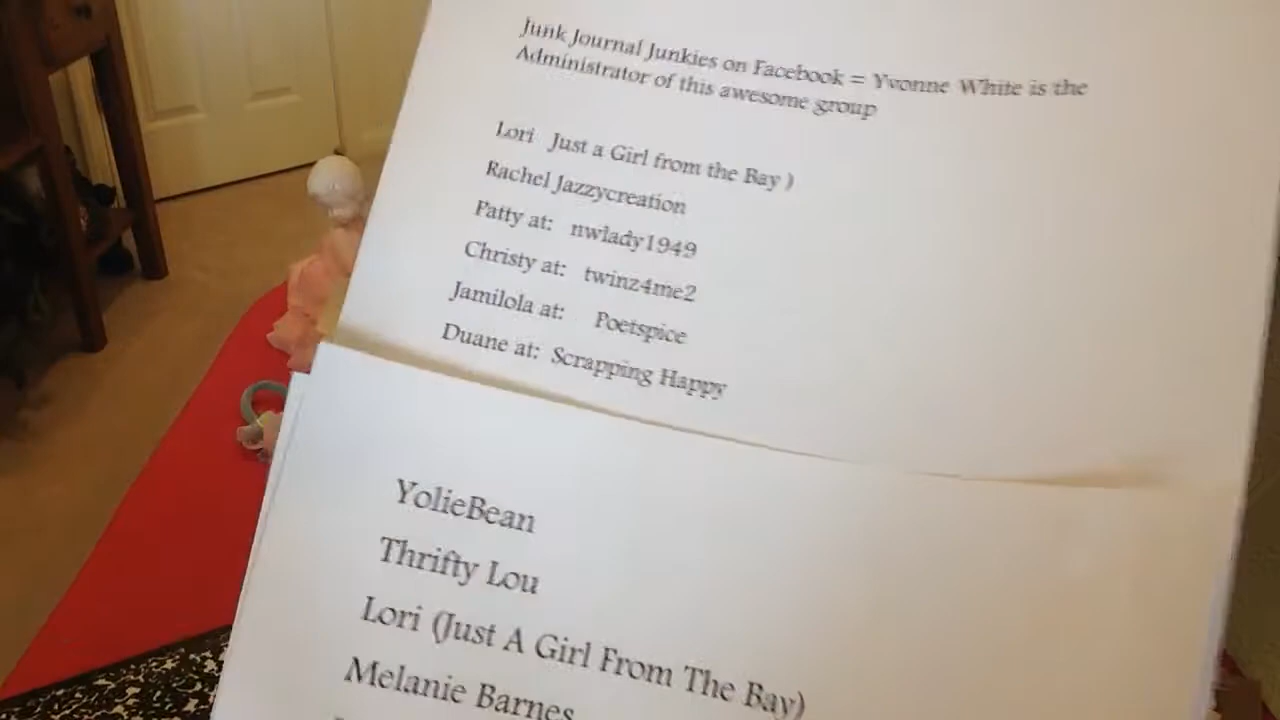 Junk Journal Junkies on Facebook = Yvonne White is the
Administrator of this awesome group
Lori Just a Girl from the Bay )
Rachel Jazzycreation
Patty at: nwlady1949
Christy at: twinz4me2
Jamilola at: Poetspice
Duane at: Scrapping Happy
YolieBean
Thrifty Lou
Lori (Just A Girl From The Bay)
Melanie Barnes